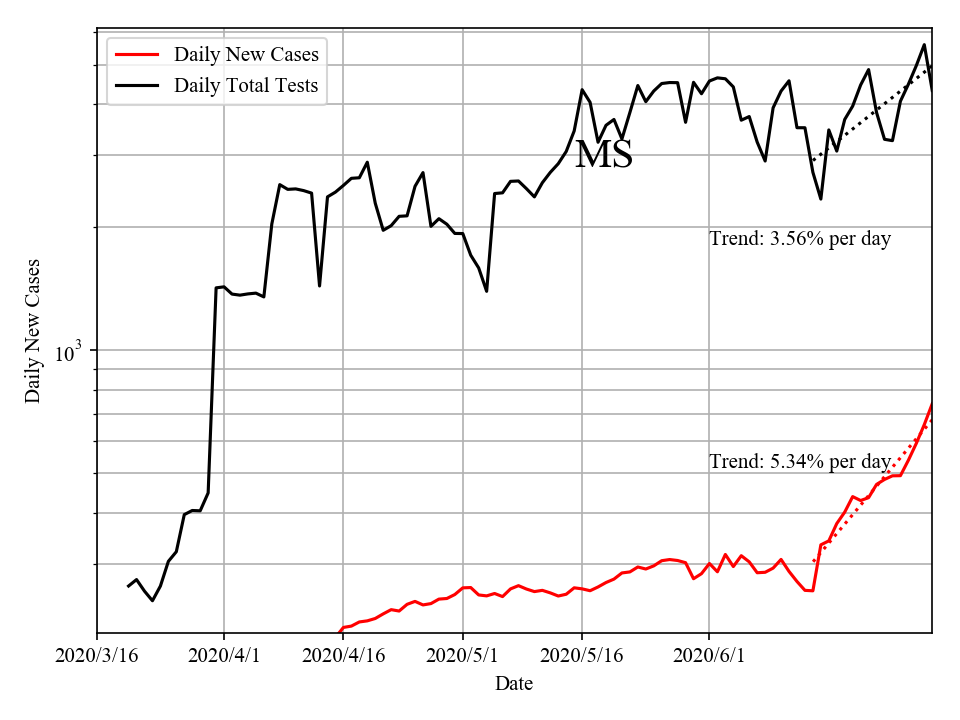 Daily New Cases
Daily Total Tests
MS
Trend: 3.56% per day
Daily New Cases
10³
Trend: 5.34% per day
2020/3/16 2020/4/1 2020/4/16 2020/5/1 2020/5/16 2020/6/1
Date